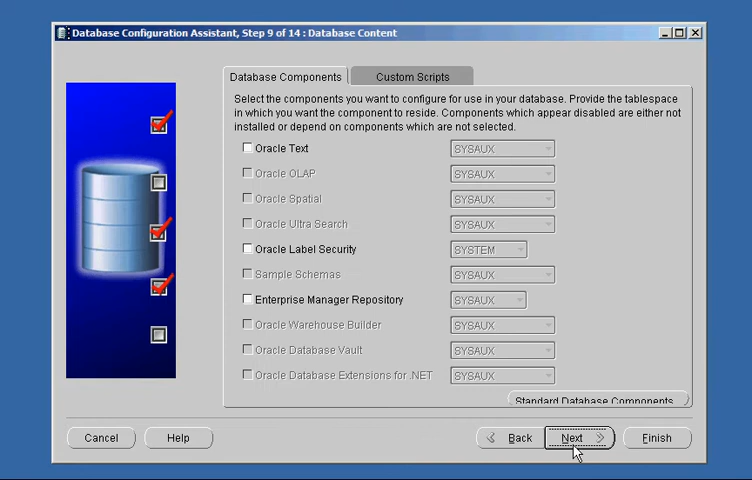 Database Configuration Assistant, Step 9 of 14 : Database Content
Database Components
Custom Scripts
Select the components you want to configure for use in your database. Provide the tablespace
in which you want the component to reside. Components which appear disabled are either not
installed or depend on components which are not selected.
Oracle Text SYSAUX
Oracle OLAP SYSAUX
Oracle Spatial SYSAUX
Oracle Ultra Search SYSAUX
Oracle Label Security SYSTEM
Sample Schemas SYSAUX
Enterprise Manager Repository SYSAUX
Oracle Warehouse Builder SYSAUX
Oracle Database Vault SYSAUX
Oracle Database Extensions for .NET SYSAUX
Standard Database Components
Cancel Help Back Next Finish